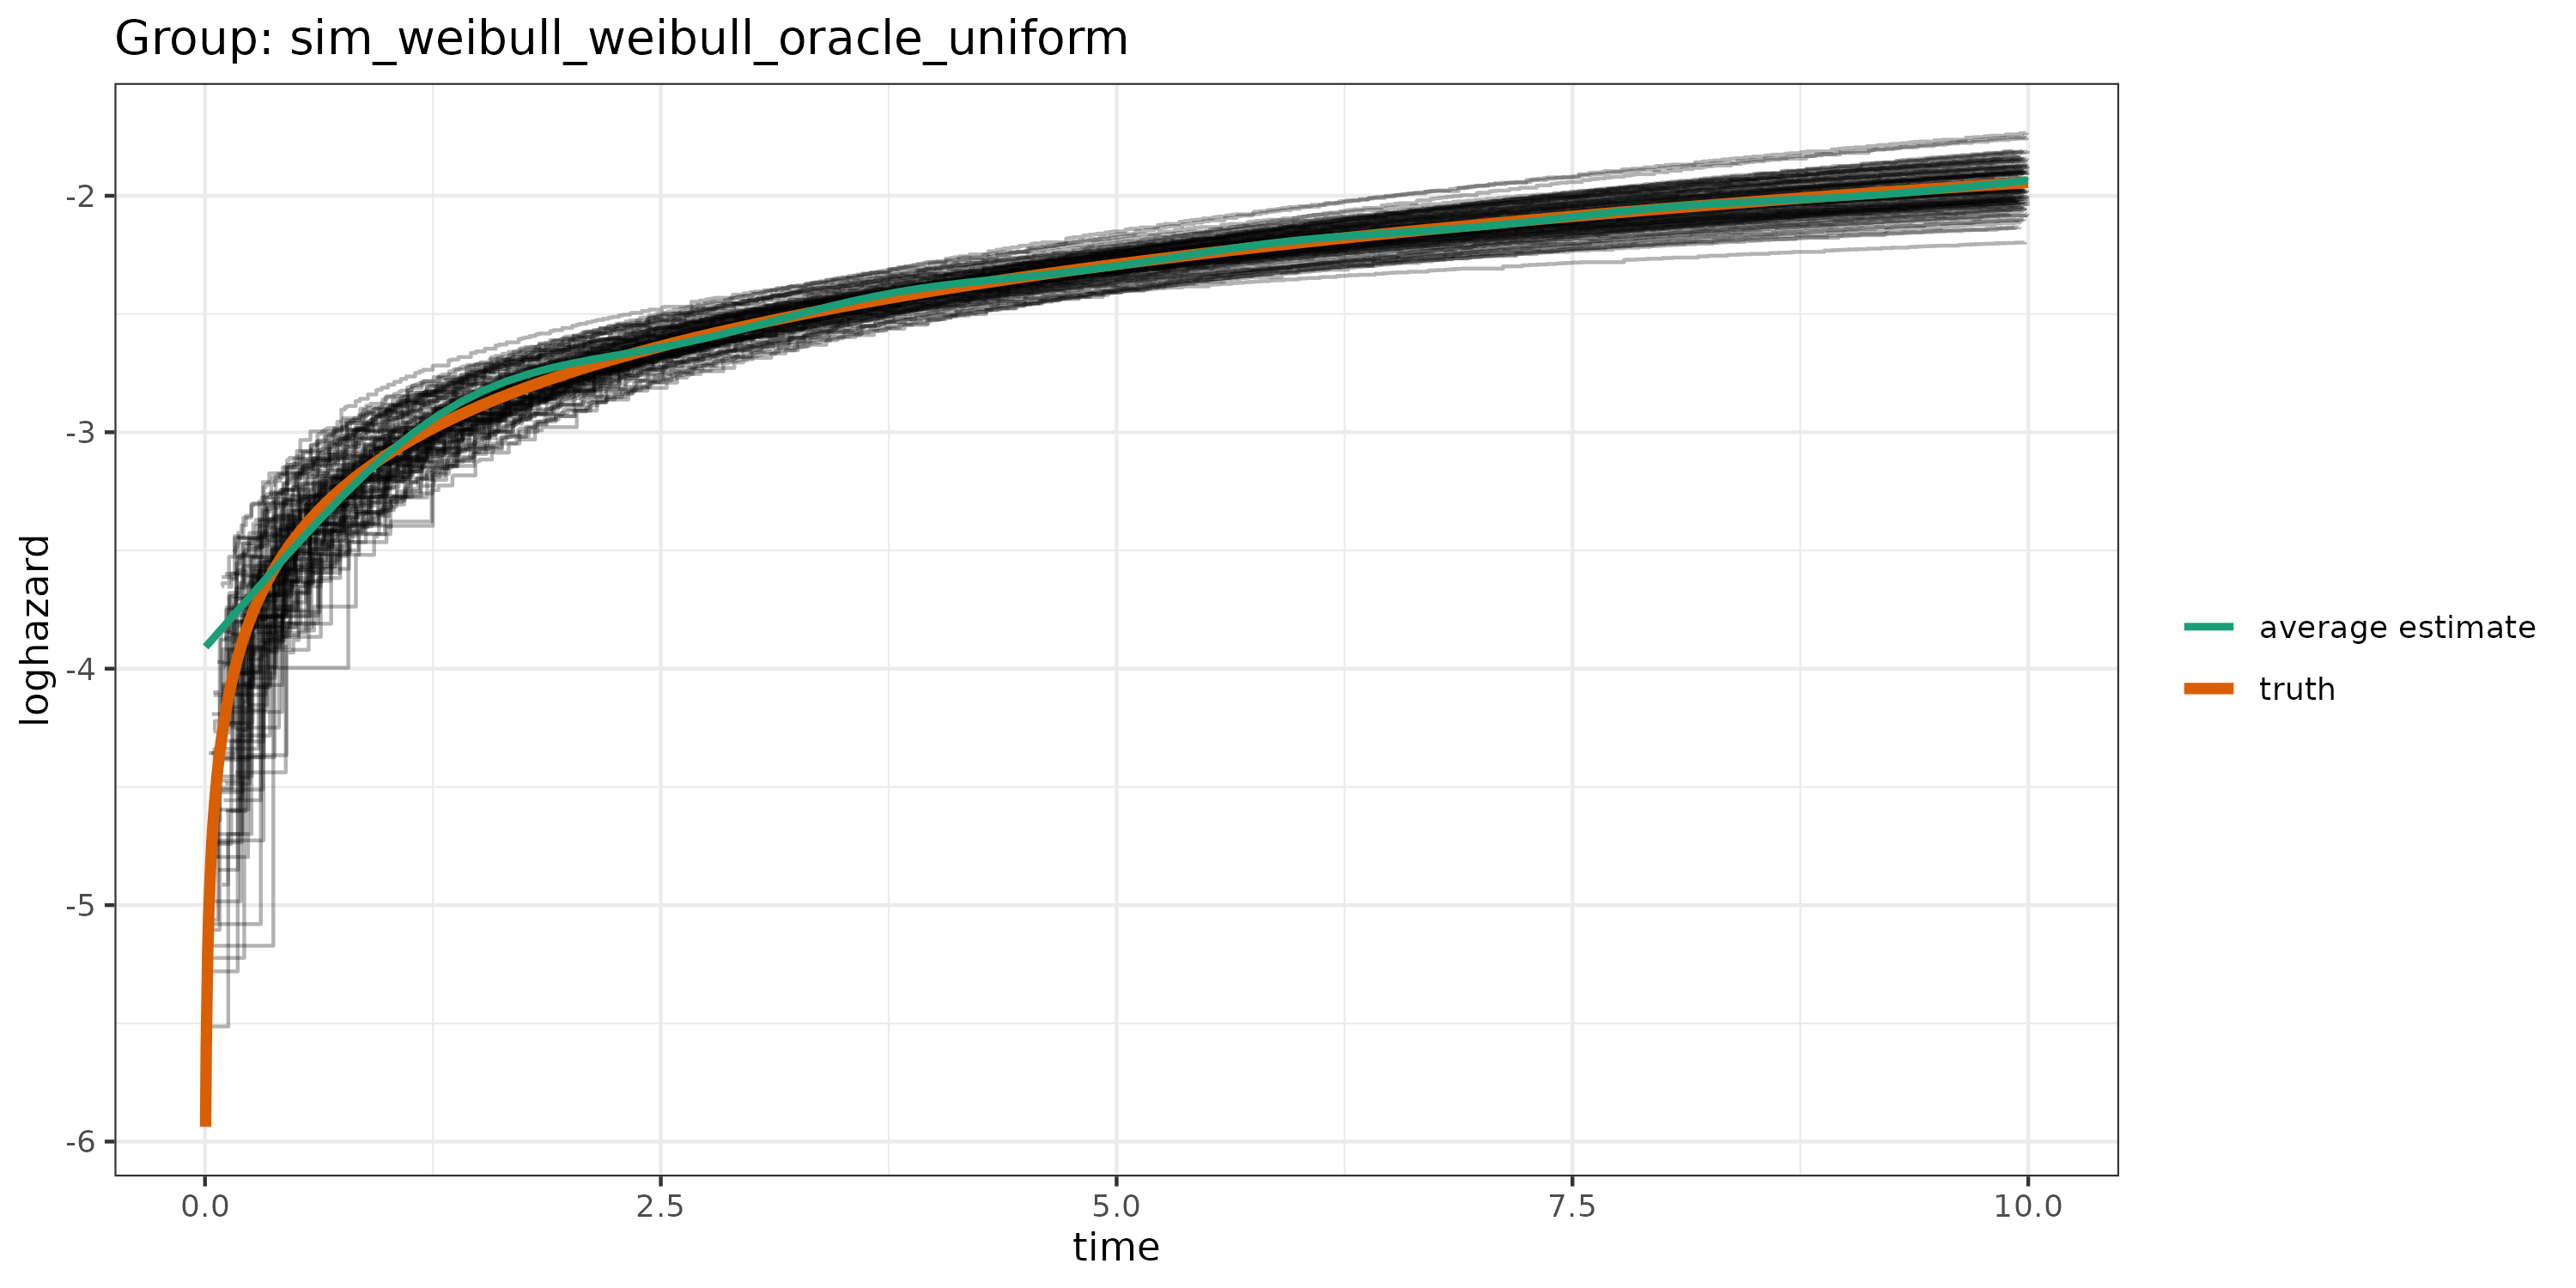 Group: sim_weibull_weibull_oracle_uniform
loghazard
-2
-3
-4
-5
-6
0.0 2.5 5.0 7.5 10.0
time
average estimate
truth